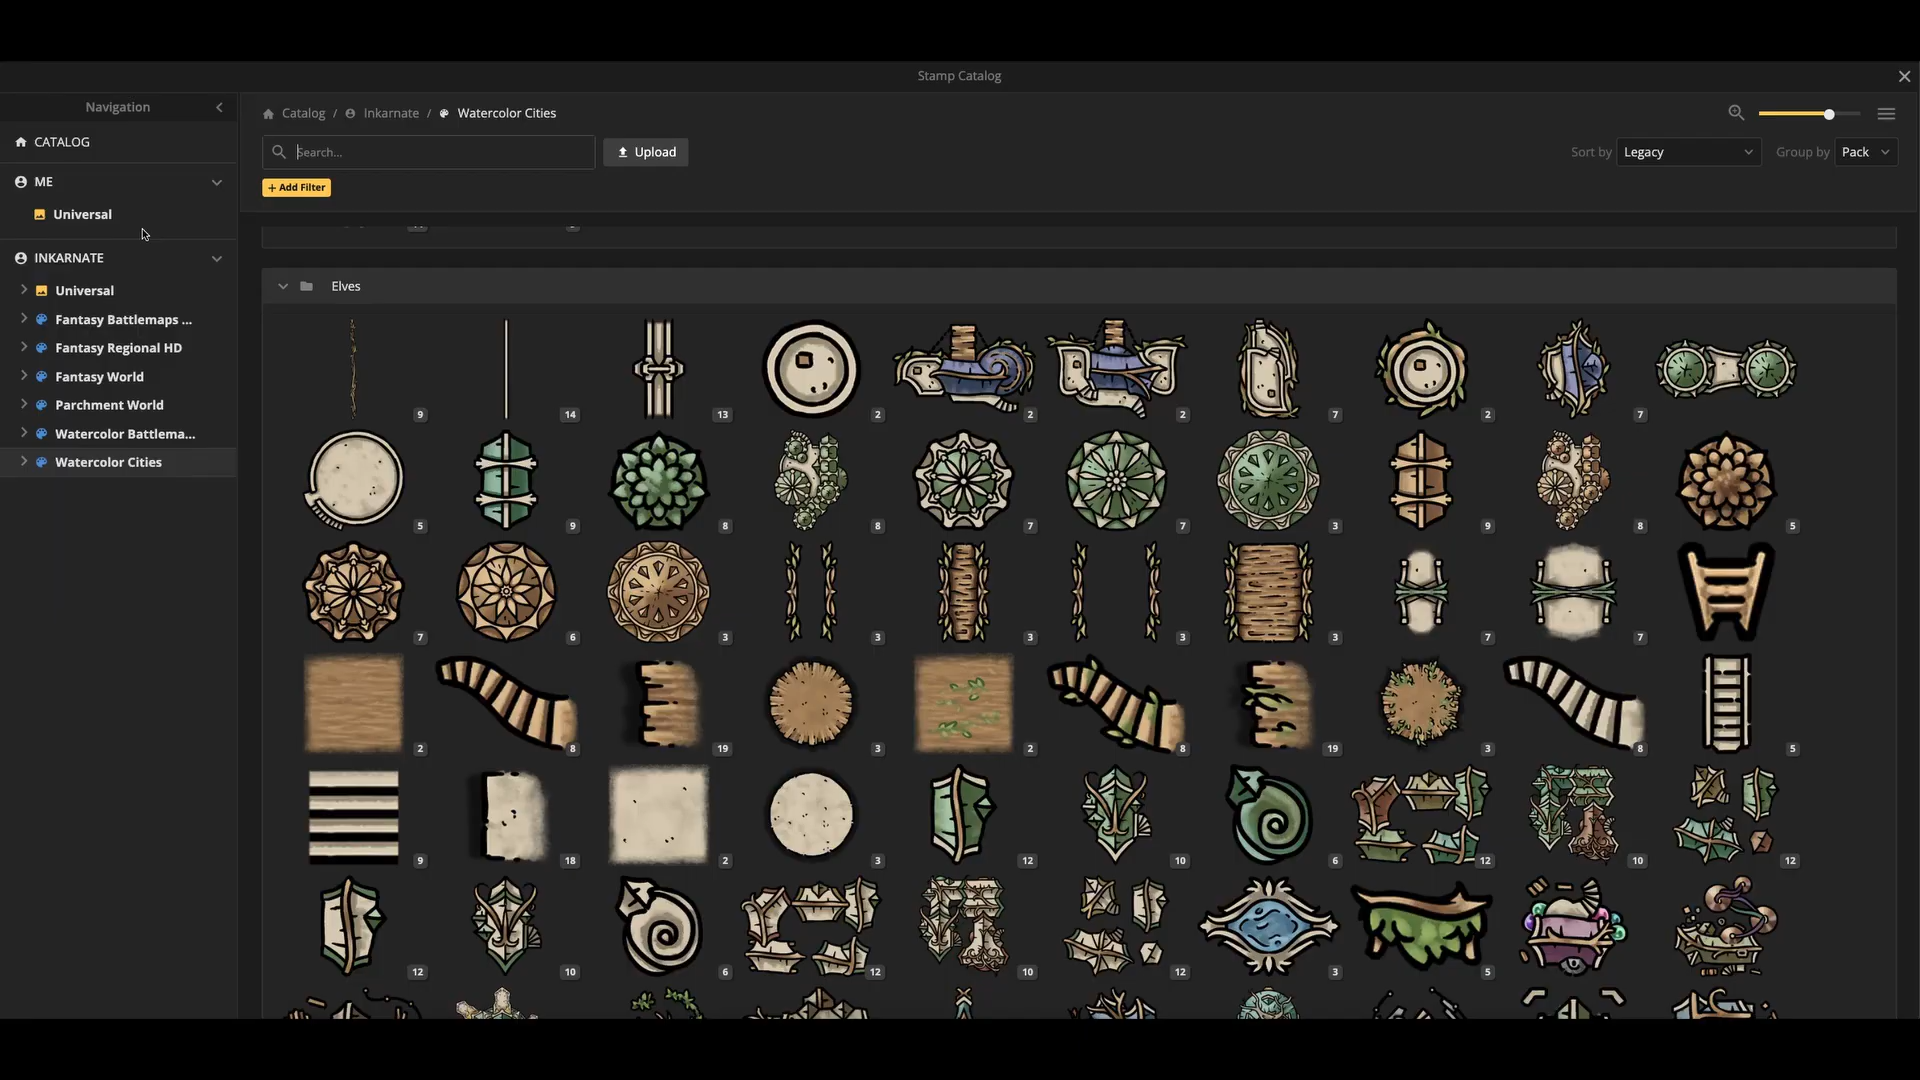 Stamp Catalog
Navigation
CATALOG
ME
Universal
INKARNATE
Universal
Fantasy Battlemaps ...
Fantasy Regional HD
Fantasy World
Parchment World
Watercolor Battlema...
Watercolor Cities
Catalog / Inkarnate / Watercolor Cities
Search...
Upload
Sort by Legacy
Group by Pack
+ Add Filter
Elves
9 14 13 2 2 2 7 2 7
5 9 8 8 7 7 3 9 8 5
7 6 3 3 3 3 3 7 7
2 8 19 3 2 8 19 3 8 5
9 18 2 3 12 10 6 12 10 12
12 10 6 12 10 12 3 5